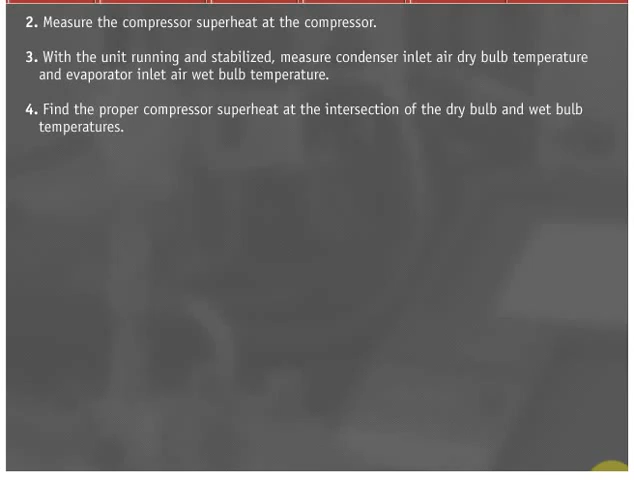 2. Measure the compressor superheat at the compressor.
3. With the unit running and stabilized, measure condenser inlet air dry bulb temperature
and evaporator inlet air wet bulb temperature.
4. Find the proper compressor superheat at the intersection of the dry bulb and wet bulb
temperatures.